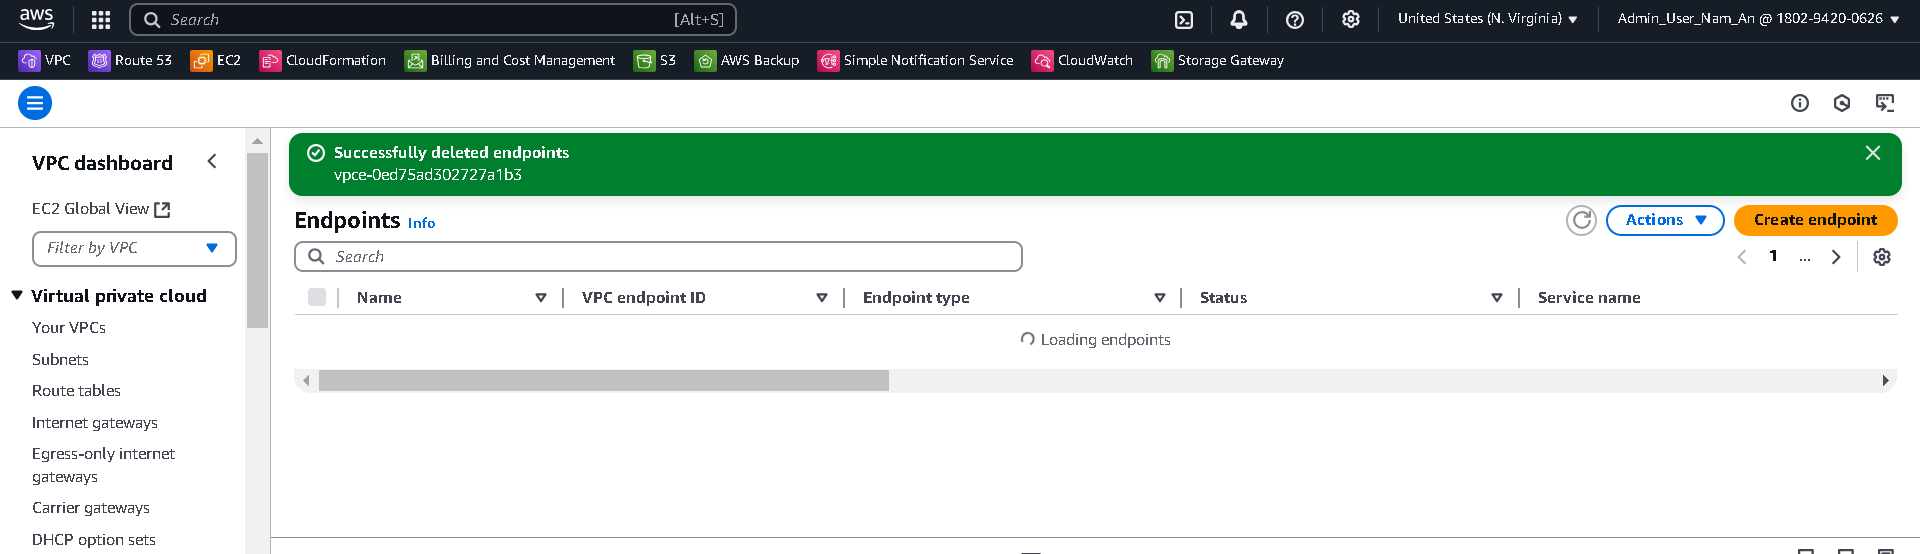 aws
Search [Alt+S]
United States (N. Virginia)
Admin_User_Nam_An @ 1802-9420-0626
VPC
Route 53
EC2
CloudFormation
Billing and Cost Management
S3
AWS Backup
Simple Notification Service
CloudWatch
Storage Gateway
VPC dashboard
EC2 Global View
Filter by VPC
Virtual private cloud
Your VPCs
Subnets
Route tables
Internet gateways
Egress-only internet
gateways
Carrier gateways
DHCP option sets
Successfully deleted endpoints
vpce-0ed75ad302727a1b3
Endpoints Info
Actions
Create endpoint
Search
1 ...
Name
VPC endpoint ID
Endpoint type
Status
Service name
Loading endpoints